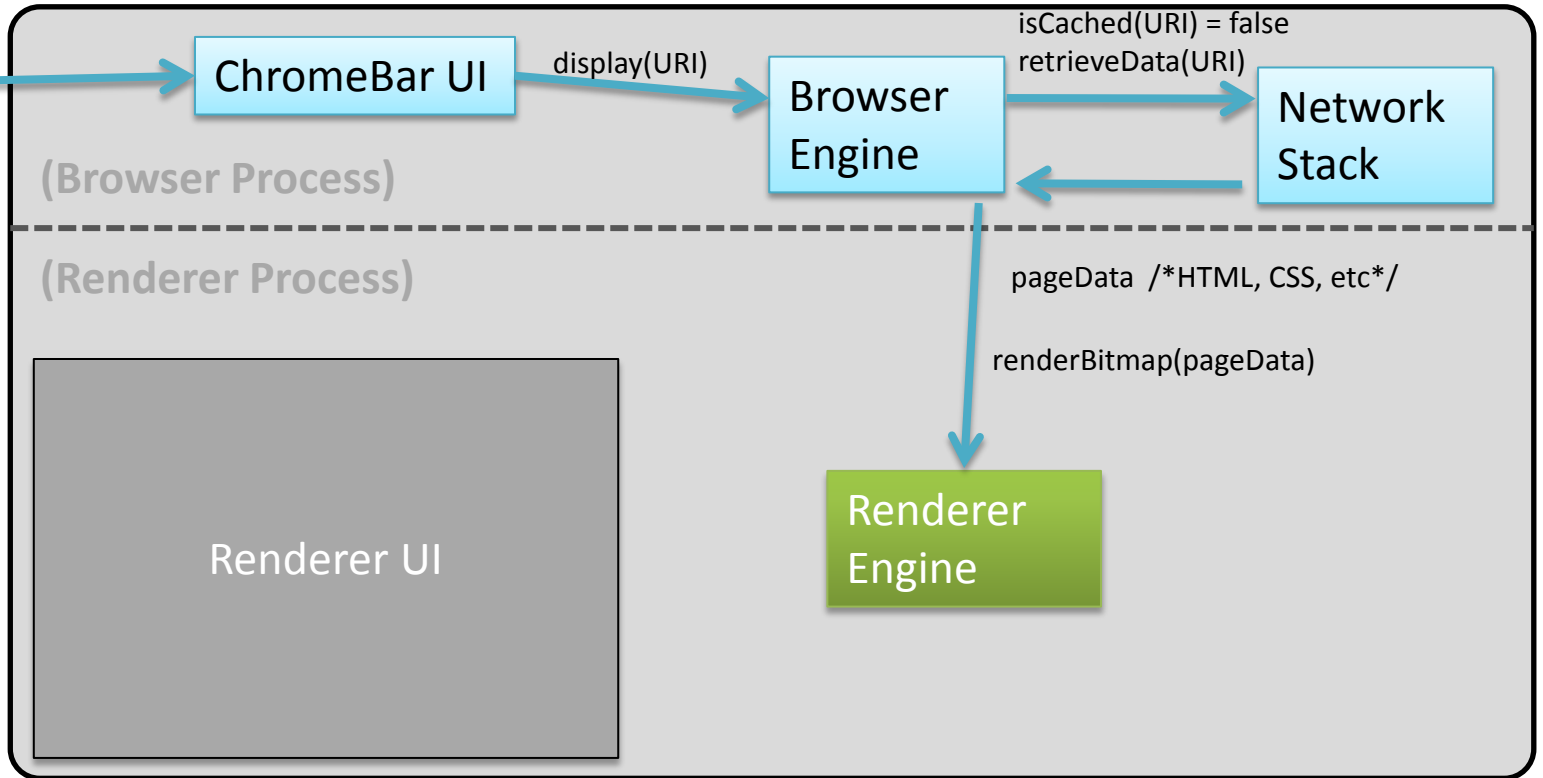 isCached(URI) = false
retrieveData(URI)
ChromeBar UI
display(URI)
Browser
Engine
Network
Stack
(Browser Process)
(Renderer Process)
pageData  /*HTML, CSS, etc*/
renderBitmap(pageData)
Renderer UI
Renderer
Engine